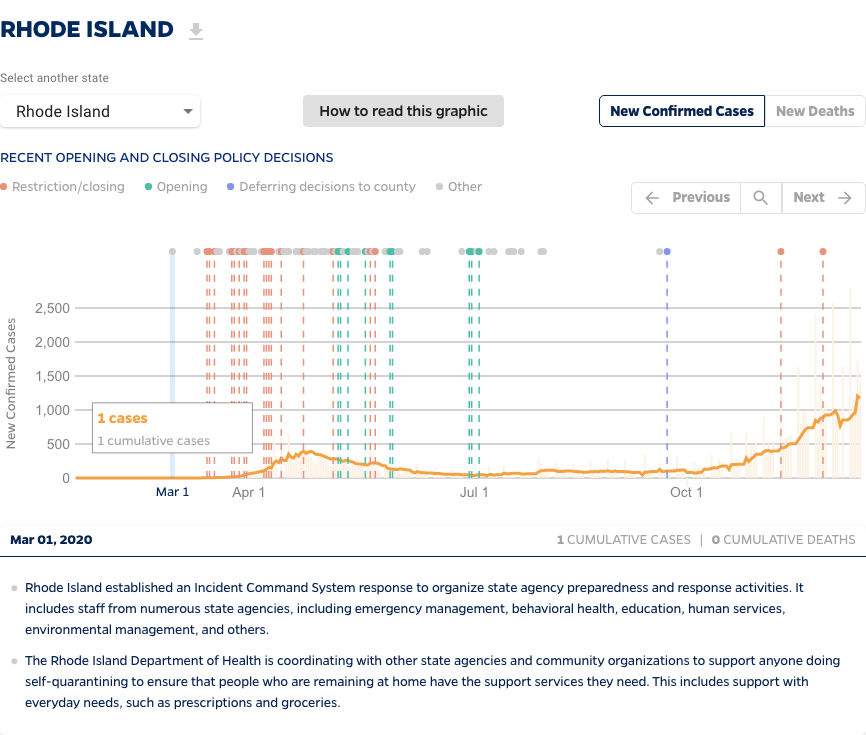 RHODE ISLAND
Select another state
Rhode Island
How to read this graphic
New Confirmed Cases
New Deaths
RECENT OPENING AND CLOSING POLICY DECISIONS
Restriction/closing
Opening
Deferring decisions to county
Other
Previous
Next
New Confirmed Cases
2,500
2,000
1,500
1,000
500
0
1 cases
1 cumulative cases
Mar 1
Apr 1
Jul 1
Oct 1
Mar 01, 2020
1 CUMULATIVE CASES | 0 CUMULATIVE DEATHS
Rhode Island established an Incident Command System response to organize state agency preparedness and response activities. It
includes staff from numerous state agencies, including emergency management, behavioral health, education, human services,
environmental management, and others.
The Rhode Island Department of Health is coordinating with other state agencies and community organizations to support anyone doing
self-quarantining to ensure that people who are remaining at home have the support services they need. This includes support with
everyday needs, such as prescriptions and groceries.